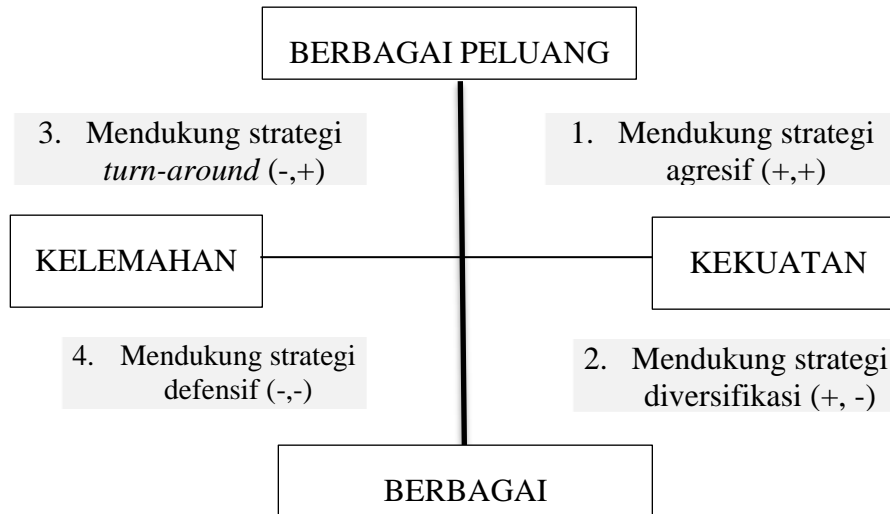 BERBAGAI PELUANG
3. Mendukung strategi
turn-around (-,+)
1. Mendukung strategi
agresif (+,+)
KELEMAHAN
KEKUATAN
4. Mendukung strategi
defensif (-,-)
2. Mendukung strategi
diversifikasi (+, -)
BERBAGAI